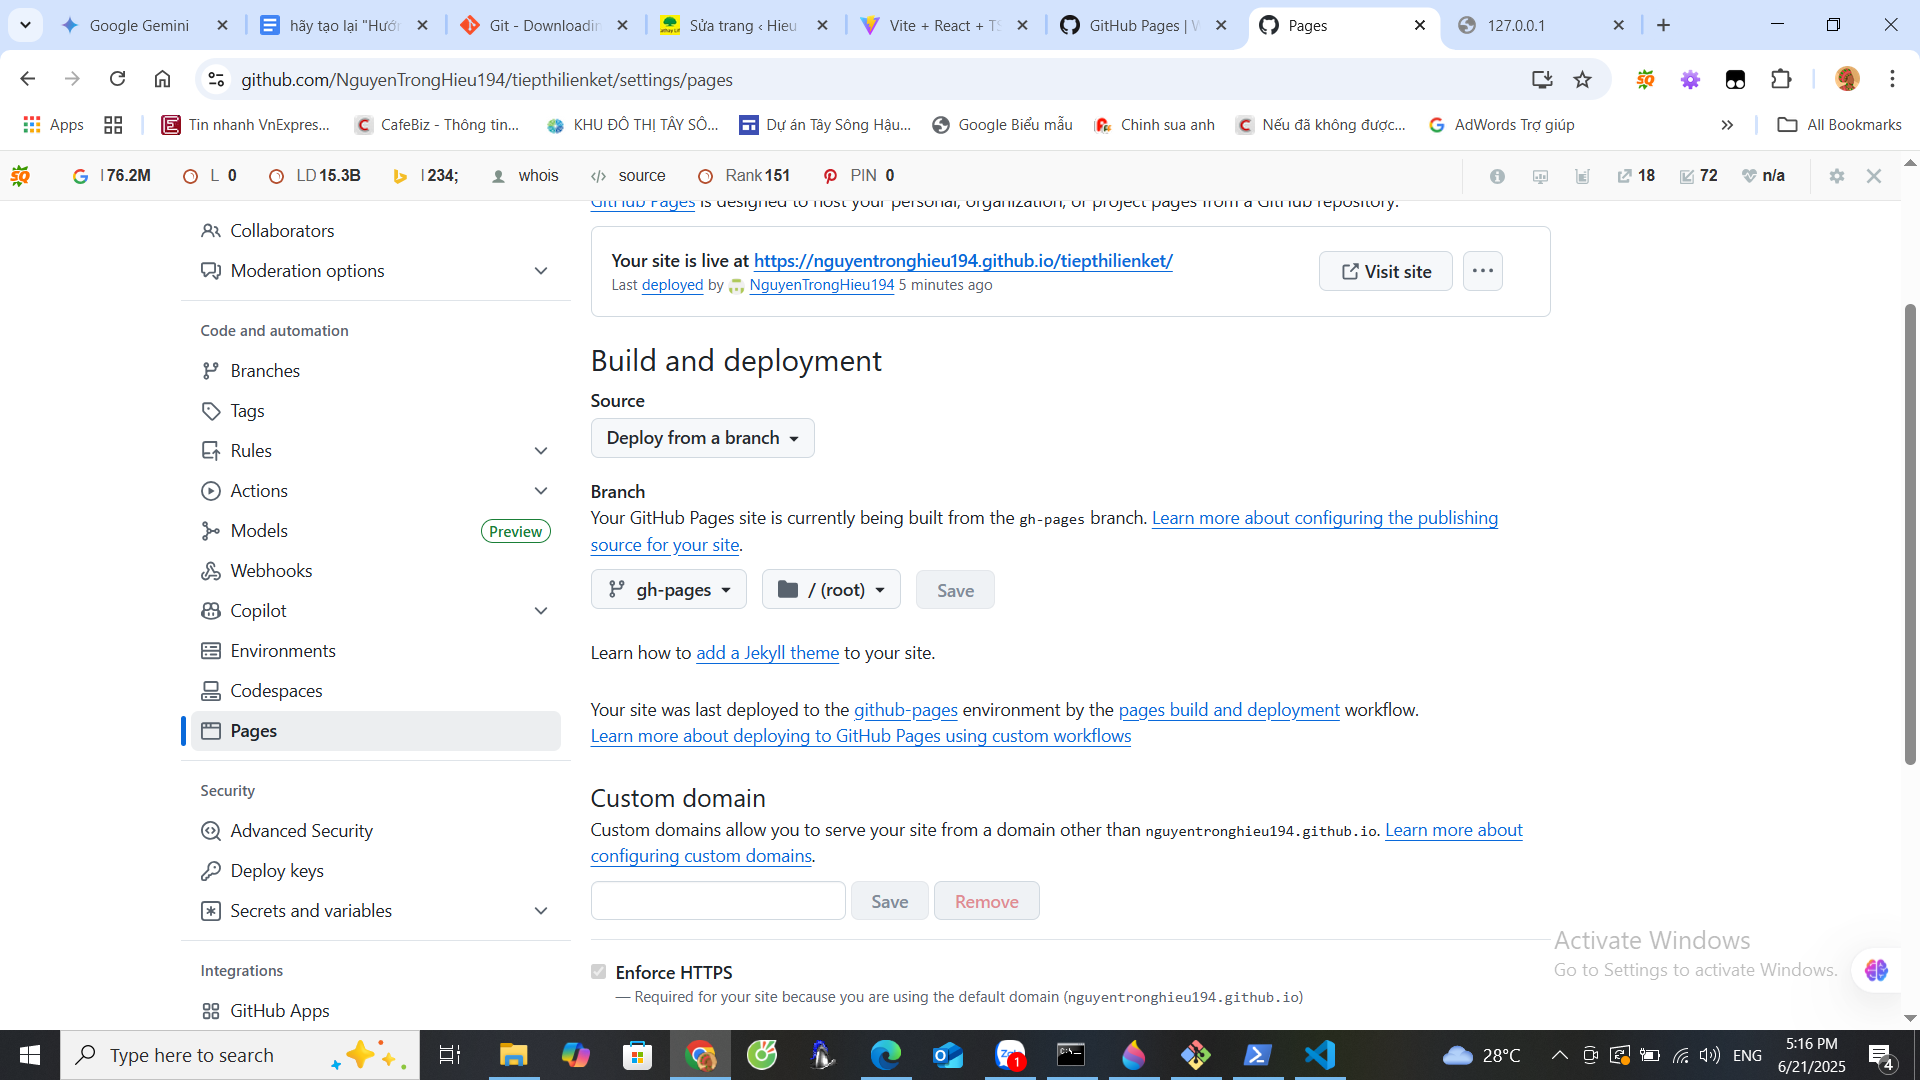 Google Gemini
hãy tạo lại "Hướn
Git - Downloadin
Sửa trang ‹ Hieu
Vite + React + TS
GitHub Pages | V
Pages
127.0.0.1
github.com/NguyenTrongHieu194/tiepthilienket/settings/pages
Apps
Tin nhanh VnExpres...
CafeBiz - Thông tin...
KHU ĐÔ THỊ TÂY SÔ...
Dự án Tây Sông Hậu...
Google Biểu mẫu
Chinh sua anh
Nếu đã không được...
AdWords Trợ giúp
All Bookmarks
I 76.2M
L 0
LD 15.3B
I 234;
whois
source
Rank 151
PIN 0
18
72
n/a
GitHub Pages is designed to host your personal, organization, or project pages from a GitHub repository.
Collaborators
Moderation options
Code and automation
Branches
Tags
Rules
Actions
Models Preview
Webhooks
Copilot
Environments
Codespaces
Pages
Security
Advanced Security
Deploy keys
Secrets and variables
Integrations
GitHub Apps
Your site is live at https://nguyentronghieu194.github.io/tiepthilienket/
Last deployed by NguyenTrongHieu194 5 minutes ago
Visit site
Build and deployment
Source
Deploy from a branch
Branch
Your GitHub Pages site is currently being built from the gh-pages branch. Learn more about configuring the publishing
source for your site.
gh-pages
/ (root)
Save
Learn how to add a Jekyll theme to your site.
Your site was last deployed to the github-pages environment by the pages build and deployment workflow.
Learn more about deploying to GitHub Pages using custom workflows
Custom domain
Custom domains allow you to serve your site from a domain other than nguyentronghieu194.github.io. Learn more about
configuring custom domains.
Save
Remove
Enforce HTTPS
— Required for your site because you are using the default domain (nguyentronghieu194.github.io)
Activate Windows
Go to Settings to activate Windows.
Type here to search
1
28°C
ENG
5:16 PM
6/21/2025
4